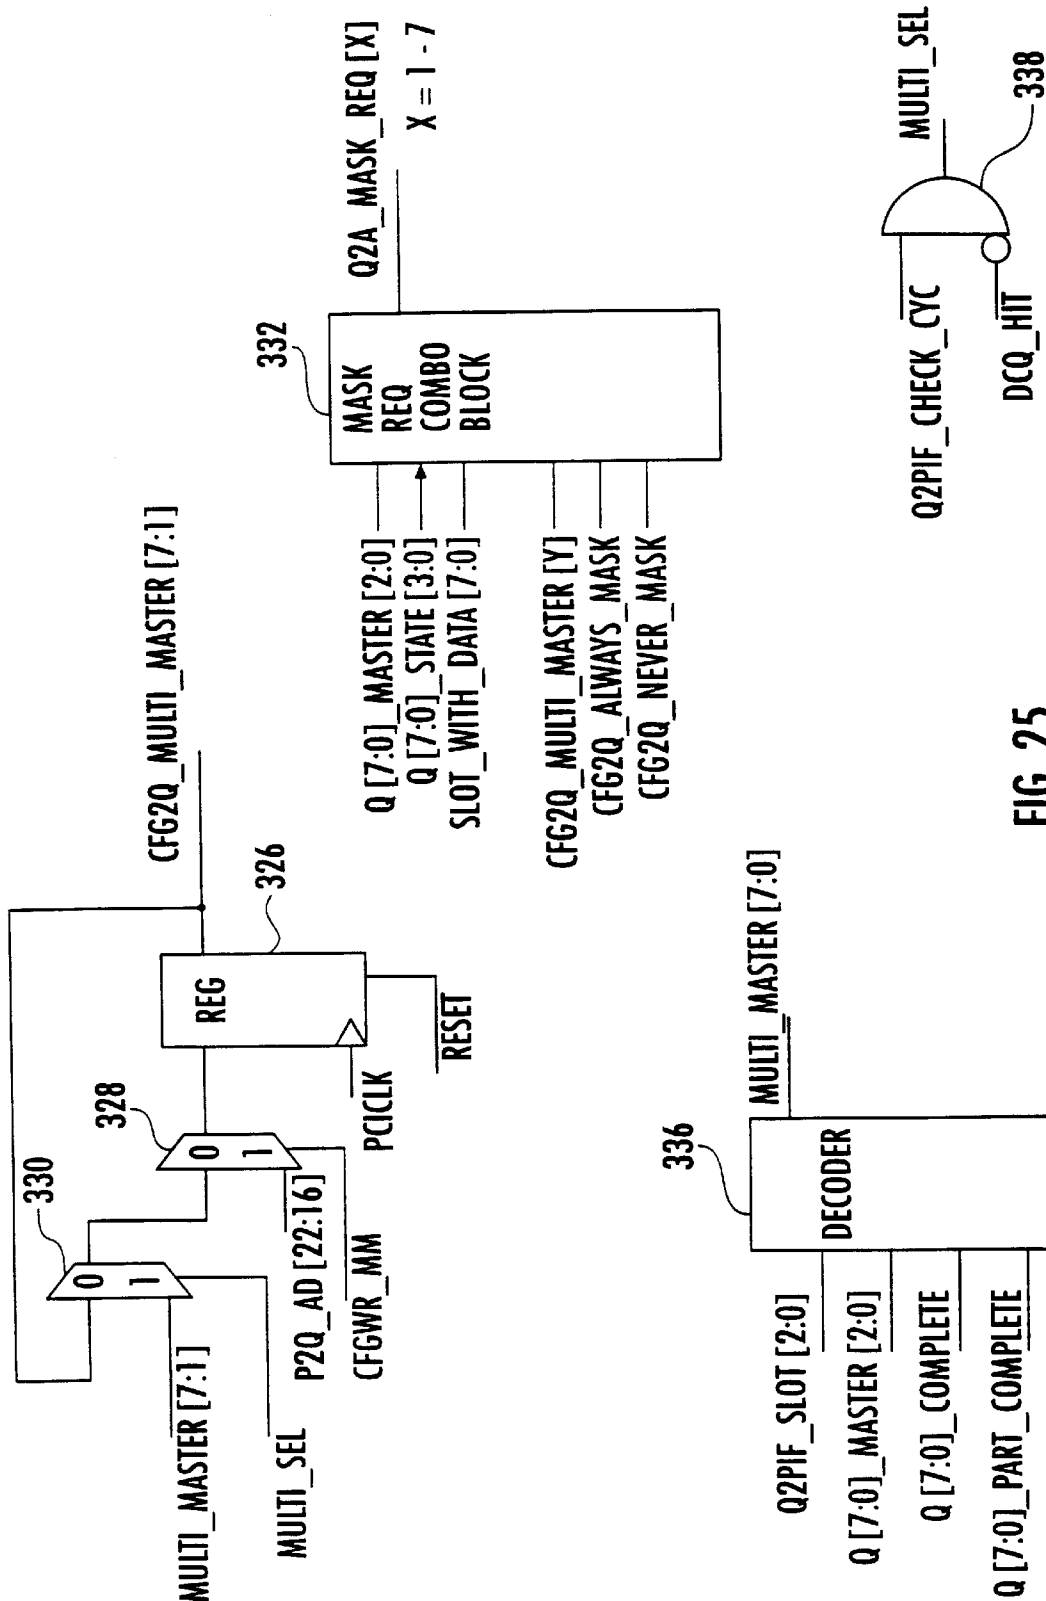 CFG2Q_MULTI_MASTER [7:1]
330
0
1
328
0
1
REG
326
MULTI_MASTER [7:1]
MULTI_SEL
P2Q_AD [22:16]
CFGWR_MM
PCICLK
RESET
332
MASK
REQ
COMBO
BLOCK
Q2A_MASK_REQ [X]
X = 1 - 7
Q [7:0]_MASTER [2:0]
Q [7:0]_STATE [3:0]
SLOT_WITH_DATA [7:0]
CFG2Q_MULTI_MASTER [Y]
CFG2Q_ALWAYS_MASK
CFG2Q_NEVER_MASK
336
DECODER
MULTI_MASTER [7:0]
Q2PIF_SLOT [2:0]
Q [7:0]_MASTER [2:0]
Q [7:0]_COMPLETE
Q [7:0]_PART_COMPLETE
Q2PIF_CHECK_CYC
DCQ_HIT
MULTI_SEL
338
FIG. 25